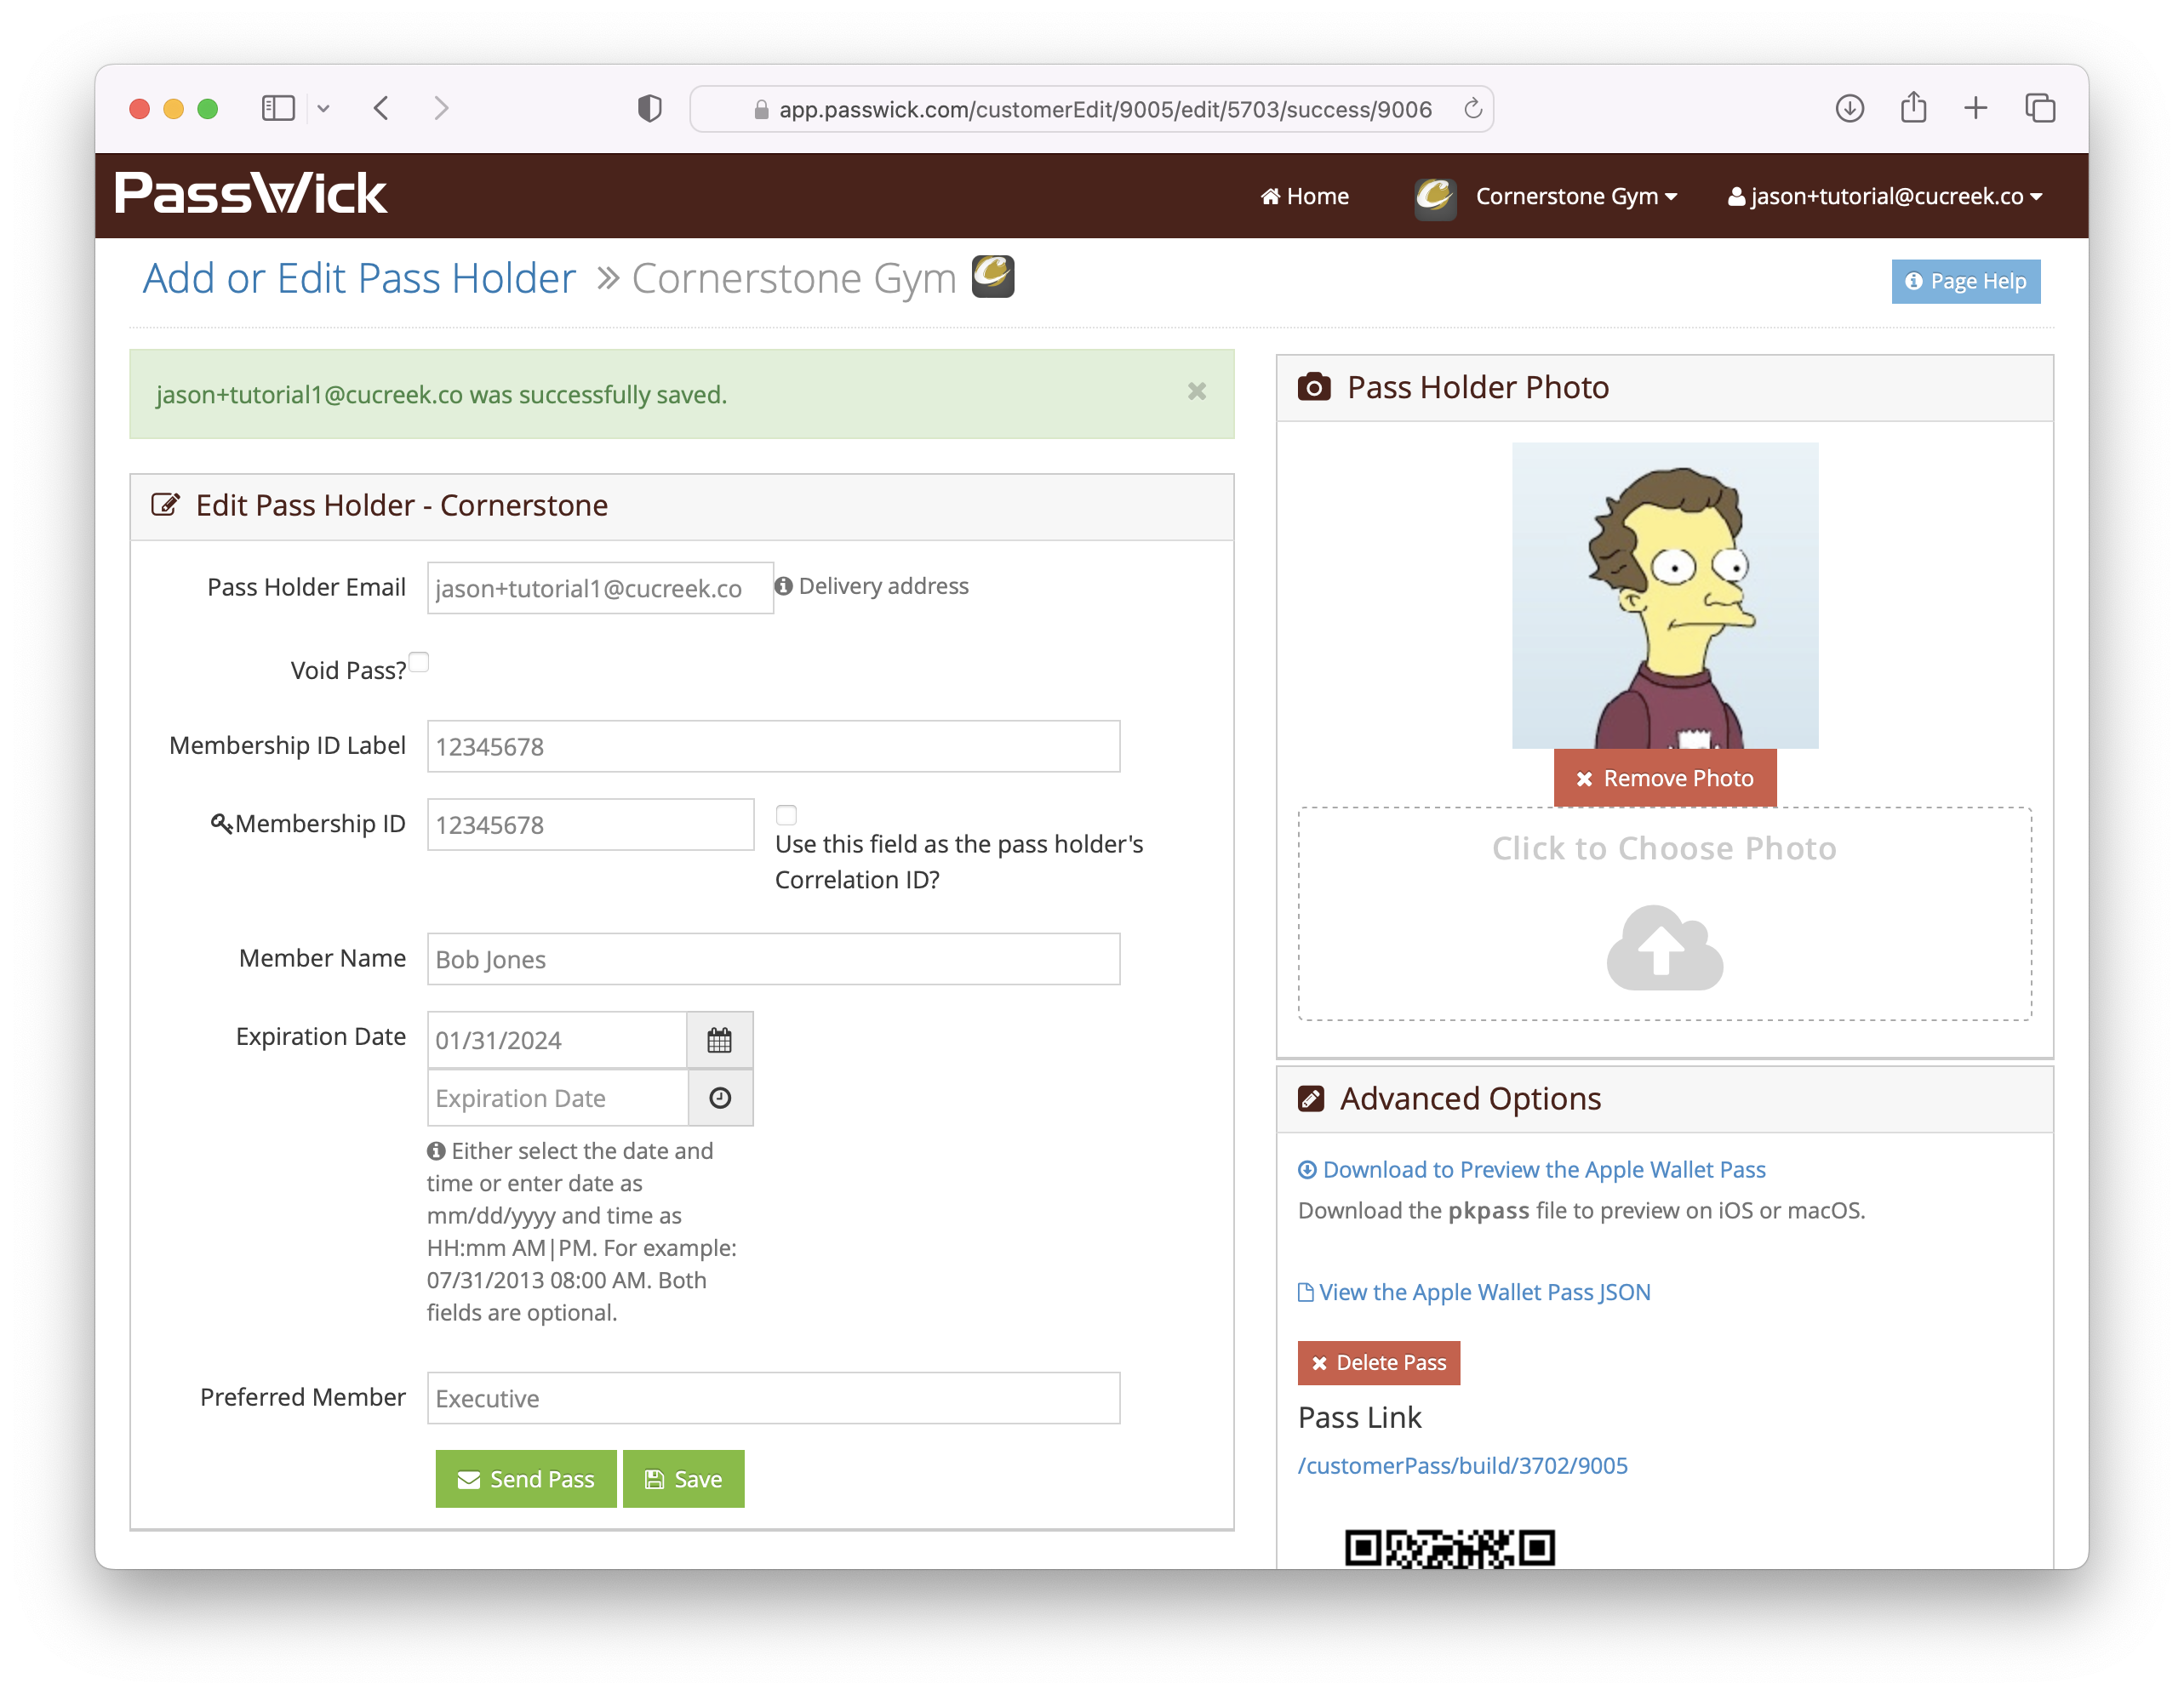 app.passwick.com/customerEdit/9005/edit/5703/success/9006
PassWick
Home
Cornerstone Gym
jason+tutorial@cucreek.co
Add or Edit Pass Holder » Cornerstone Gym
Page Help
jason+tutorial1@cucreek.co was successfully saved.
Edit Pass Holder - Cornerstone
Pass Holder Email
jason+tutorial1@cucreek.co
Delivery address
Void Pass?
Membership ID Label
12345678
Membership ID
12345678
Use this field as the pass holder's
Correlation ID?
Member Name
Bob Jones
Expiration Date
01/31/2024
Expiration Date
Either select the date and
time or enter date as
mm/dd/yyyy and time as
HH:mm AM|PM. For example:
07/31/2013 08:00 AM. Both
fields are optional.
Preferred Member
Executive
Send Pass
Save
Pass Holder Photo
Remove Photo
Click to Choose Photo
Advanced Options
Download to Preview the Apple Wallet Pass
Download the pkpass file to preview on iOS or macOS.
View the Apple Wallet Pass JSON
Delete Pass
Pass Link
/customerPass/build/3702/9005